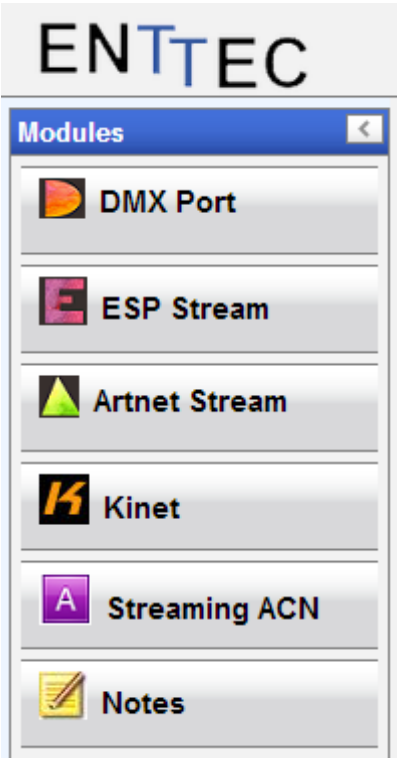 ENTTEC
Modules
DMX Port
E
ESP Stream
Artnet Stream
K
Kinet
A
Streaming ACN
Notes